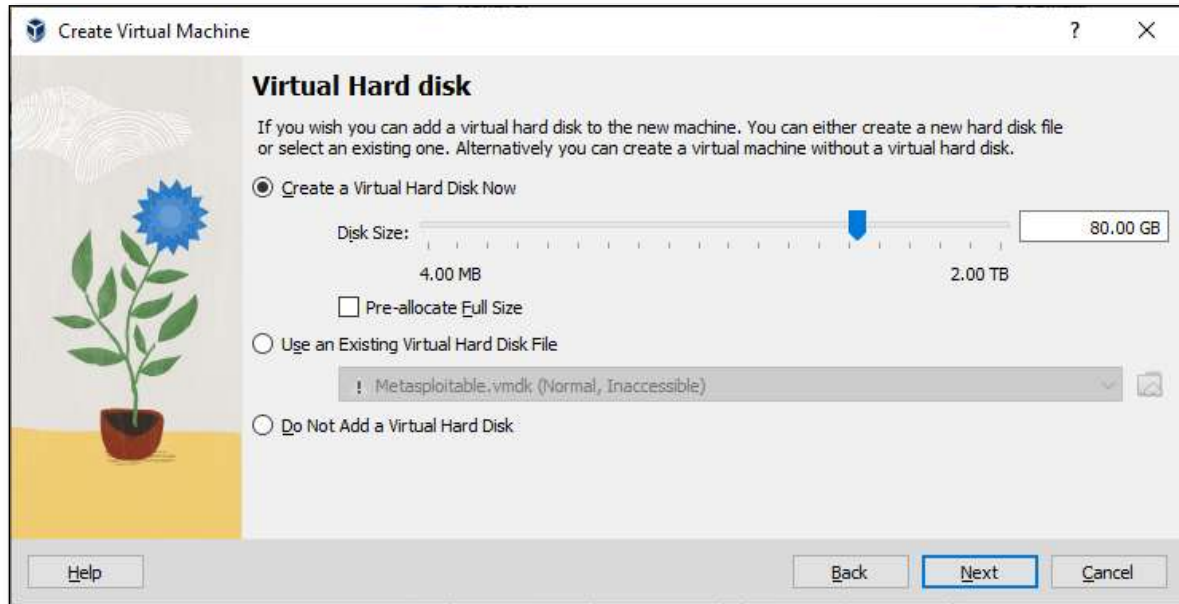 Create Virtual Machine
?
Virtual Hard disk
If you wish you can add a virtual hard disk to the new machine. You can either create a new hard disk file
or select an existing one. Alternatively you can create a virtual machine without a virtual hard disk.
Create a Virtual Hard Disk Now
Disk Size:
80.00 GB
4.00 MB
2.00 TB
Pre-allocate Full Size
Use an Existing Virtual Hard Disk File
! Metasploitable.vmdk (Normal, Inaccessible)
Do Not Add a Virtual Hard Disk
Help
Back
Next
Cancel